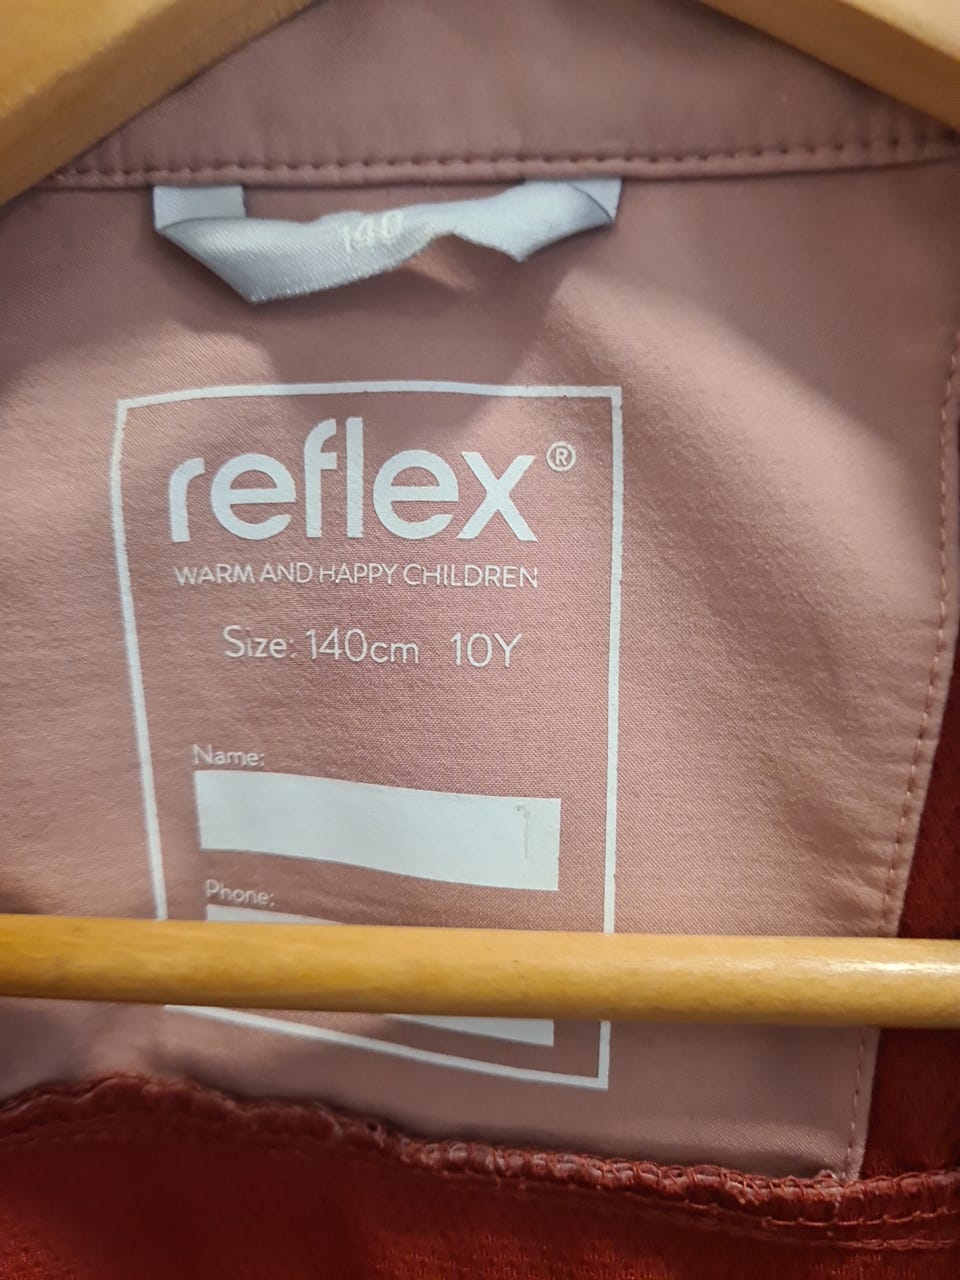 140
reflex®
WARM AND HAPPY CHILDREN
Size: 140cm 10Y
Name:
Phone: